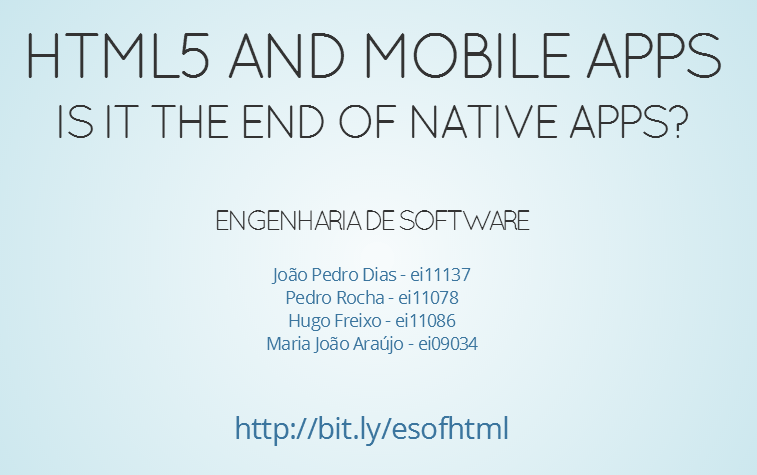 HTML5 AND MOBILE APPS
IS IT THE END OF NATIVE APPS?
ENGENHARIA DE SOFTWARE
João Pedro Dias - ei11137
Pedro Rocha - ei11078
Hugo Freixo - ei11086
Maria João Araújo - ei09034
http://bit.ly/esofhtml